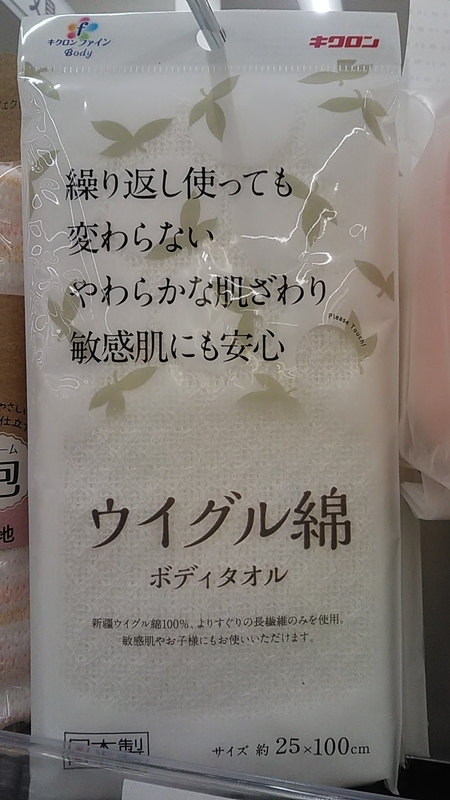 キクロン ファイン
Body
キクロン
繰り返し使っても
変わらない
やわらかな肌ざわり
敏感肌にも安心
Please Touch!
ウイグル綿
ボディタオル
新疆ウイグル綿100%、よりすぐりの長繊維のみを使用。
敏感肌やお子様にもお使いいただけます。
日本製
サイズ 約 25×100cm